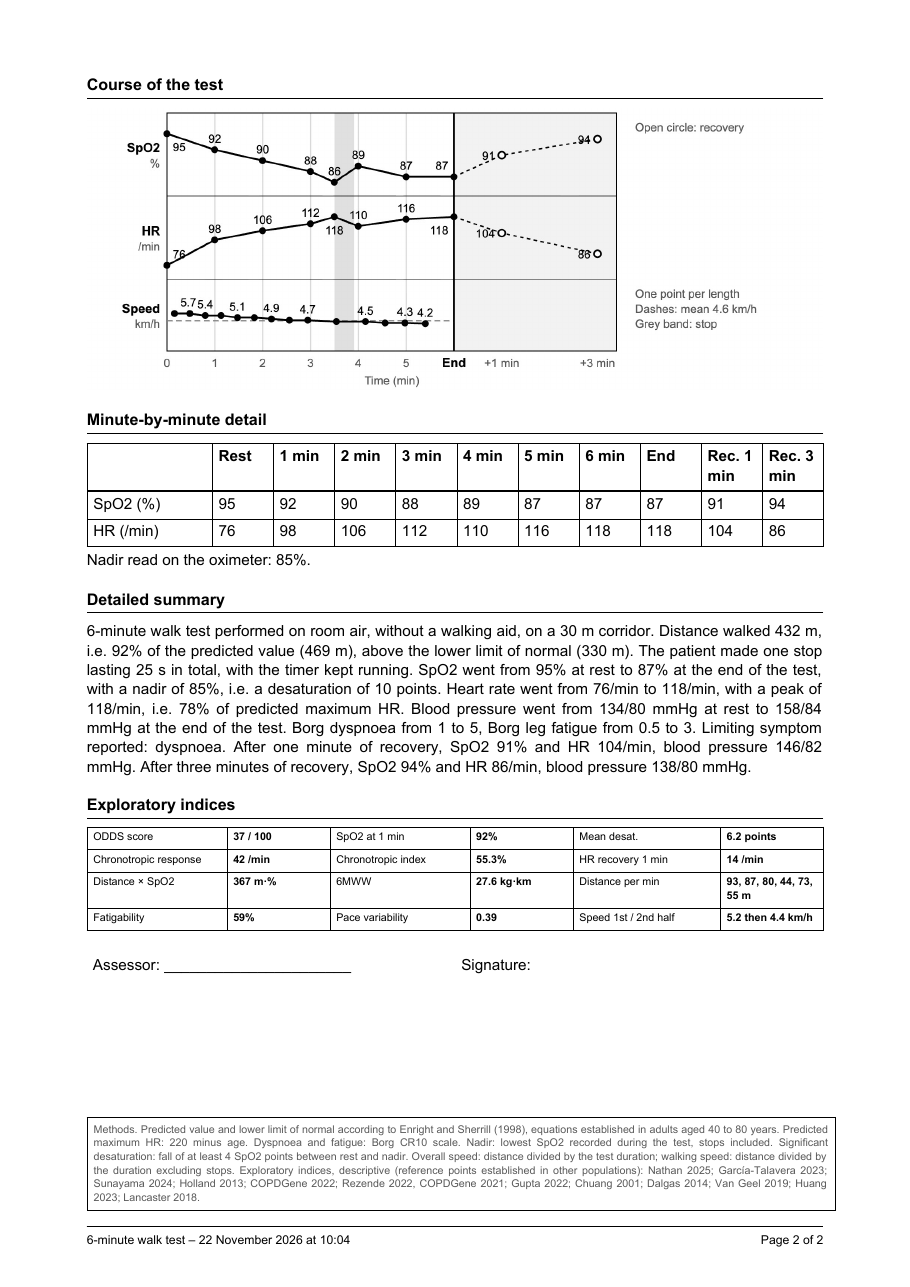 Course of the test
SpO2
%
95
92
90
88
86
89
87
87
91
94
Open circle: recovery
HR
/min
76
98
106
112
118
110
116
118
104
86
Speed
km/h
5.7
5.4
5.1
4.9
4.7
4.5
4.3
4.2
One point per length
Dashes: mean 4.6 km/h
Grey band: stop
0 1 2 3 4 5 End +1 min +3 min
Time (min)
Minute-by-minute detail
Rest 1 min 2 min 3 min 4 min 5 min 6 min End Rec. 1 min Rec. 3 min
SpO2 (%) 95 92 90 88 89 87 87 87 91 94
HR (/min) 76 98 106 112 110 116 118 118 104 86
Nadir read on the oximeter: 85%.
Detailed summary
6-minute walk test performed on room air, without a walking aid, on a 30 m corridor. Distance walked 432 m,
i.e. 92% of the predicted value (469 m), above the lower limit of normal (330 m). The patient made one stop
lasting 25 s in total, with the timer kept running. SpO2 went from 95% at rest to 87% at the end of the test,
with a nadir of 85%, i.e. a desaturation of 10 points. Heart rate went from 76/min to 118/min, with a peak of
118/min, i.e. 78% of predicted maximum HR. Blood pressure went from 134/80 mmHg at rest to 158/84
mmHg at the end of the test. Borg dyspnoea from 1 to 5, Borg leg fatigue from 0.5 to 3. Limiting symptom
reported: dyspnoea. After one minute of recovery, SpO2 91% and HR 104/min, blood pressure 146/82
mmHg. After three minutes of recovery, SpO2 94% and HR 86/min, blood pressure 138/80 mmHg.
Exploratory indices
ODDS score 37 / 100 SpO2 at 1 min 92% Mean desat. 6.2 points
Chronotropic response 42 /min Chronotropic index 55.3% HR recovery 1 min 14 /min
Distance × SpO2 367 m·% 6MWW 27.6 kg·km Distance per min 93, 87, 80, 44, 73,
55 m
Fatigability 59% Pace variability 0.39 Speed 1st / 2nd half 5.2 then 4.4 km/h
Assessor: ______________________ Signature:
Methods. Predicted value and lower limit of normal according to Enright and Sherrill (1998), equations established in adults aged 40 to 80 years. Predicted
maximum HR: 220 minus age. Dyspnoea and fatigue: Borg CR10 scale. Nadir: lowest SpO2 recorded during the test, stops included. Significant
desaturation: fall of at least 4 SpO2 points between rest and nadir. Overall speed: distance divided by the test duration; walking speed: distance divided by
the duration excluding stops. Exploratory indices, descriptive (reference points established in other populations): Nathan 2025; García-Talavera 2023;
Sunayama 2024; Holland 2013; COPDGene 2022; Rezende 2022, COPDGene 2021; Gupta 2022; Chuang 2001; Dalgas 2014; Van Geel 2019; Huang
2023; Lancaster 2018.
6-minute walk test – 22 November 2026 at 10:04 Page 2 of 2